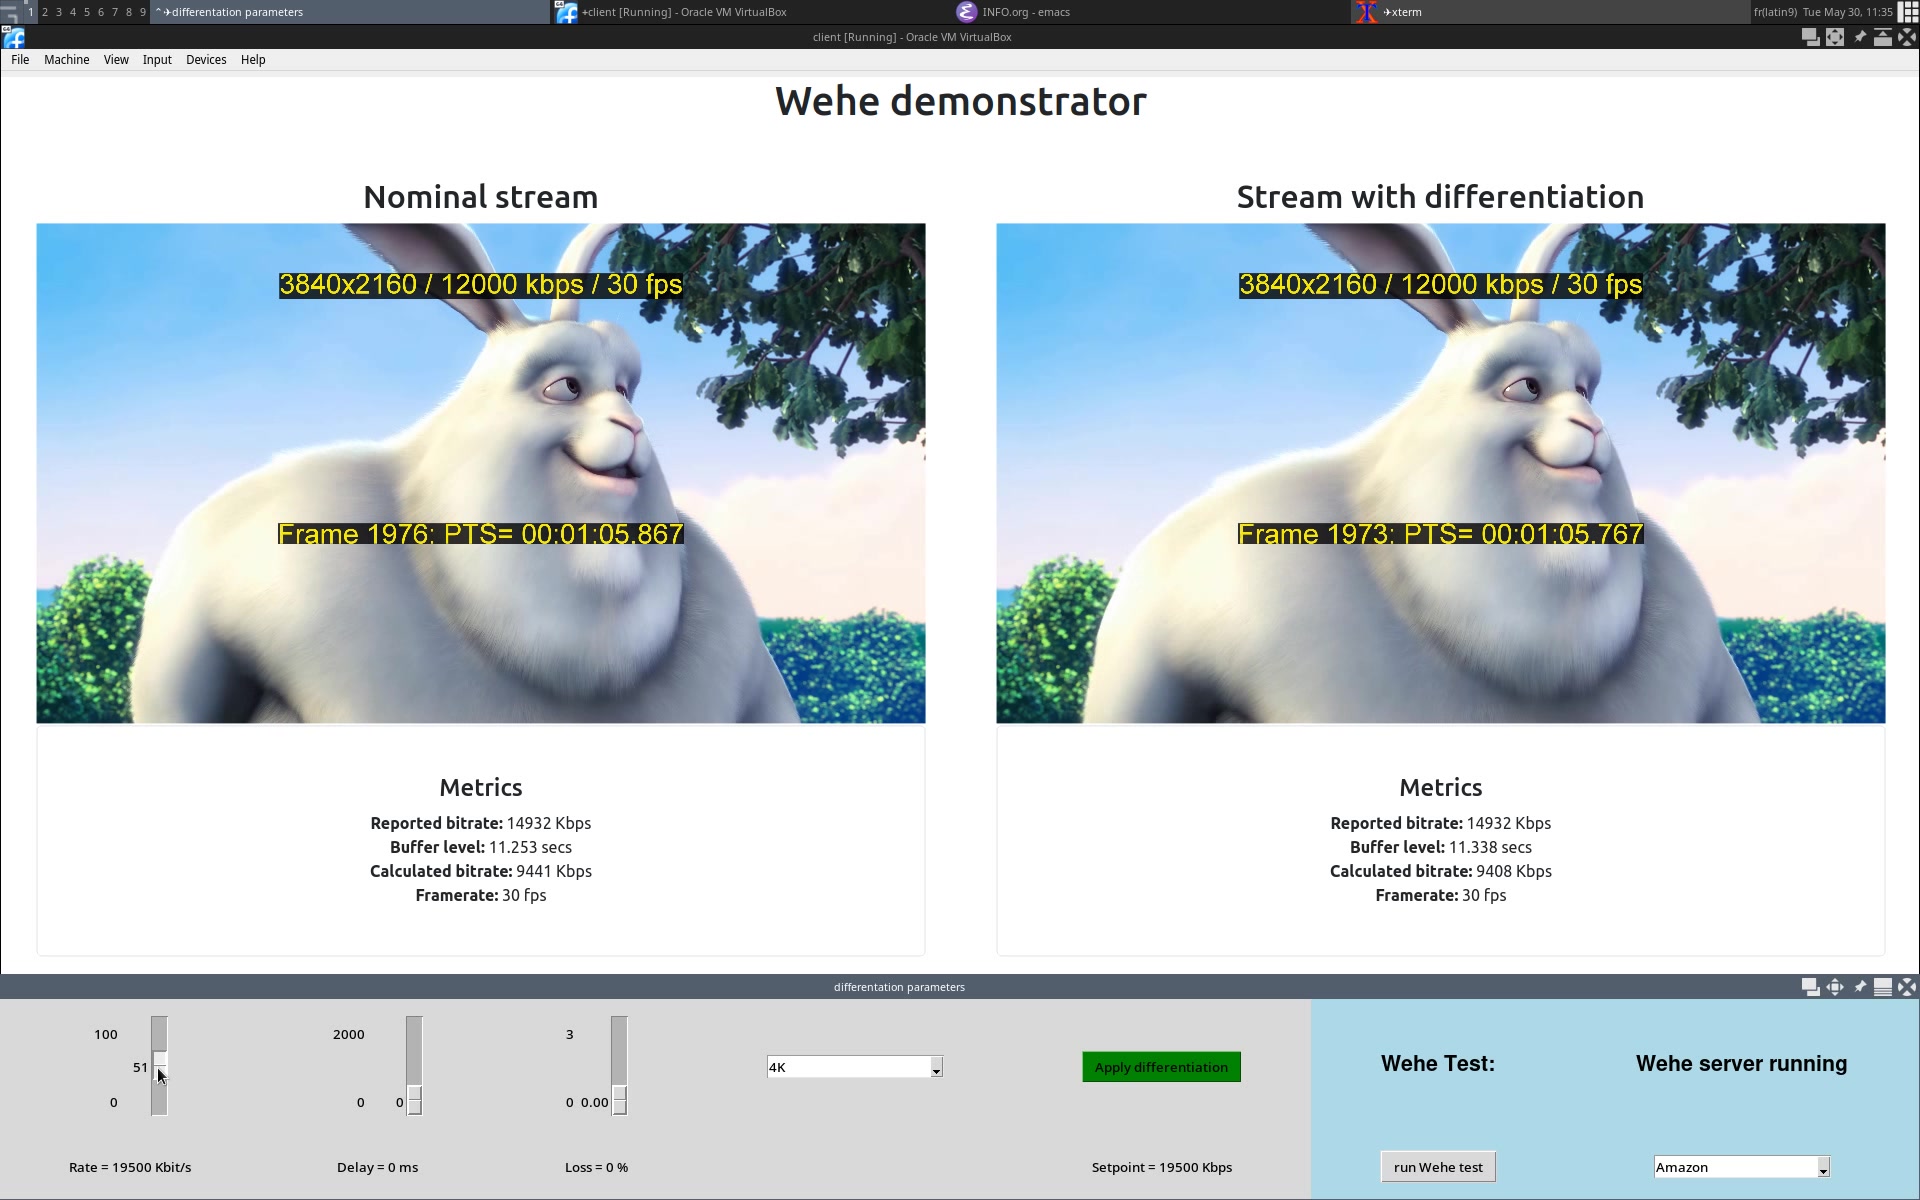 1 2 3 4 5 6 7 8 9 ^✈differentation parameters +client [Running] - Oracle VM VirtualBox INFO.org - emacs ✈xterm fr(latin9) Tue May 30, 11:35
client [Running] - Oracle VM VirtualBox
File Machine View Input Devices Help
Wehe demonstrator
Nominal stream
3840x2160 / 12000 kbps / 30 fps
Frame 1976: PTS= 00:01:05.867
Metrics
Reported bitrate: 14932 Kbps
Buffer level: 11.253 secs
Calculated bitrate: 9441 Kbps
Framerate: 30 fps
Stream with differentiation
3840x2160 / 12000 kbps / 30 fps
Frame 1973: PTS= 00:01:05.767
Metrics
Reported bitrate: 14932 Kbps
Buffer level: 11.338 secs
Calculated bitrate: 9408 Kbps
Framerate: 30 fps
differentation parameters
100
51
0
Rate = 19500 Kbit/s
2000
0 0
Delay = 0 ms
3
0 0.00
Loss = 0 %
4K
Apply differentiation
Setpoint = 19500 Kbps
Wehe Test:
run Wehe test
Wehe server running
Amazon